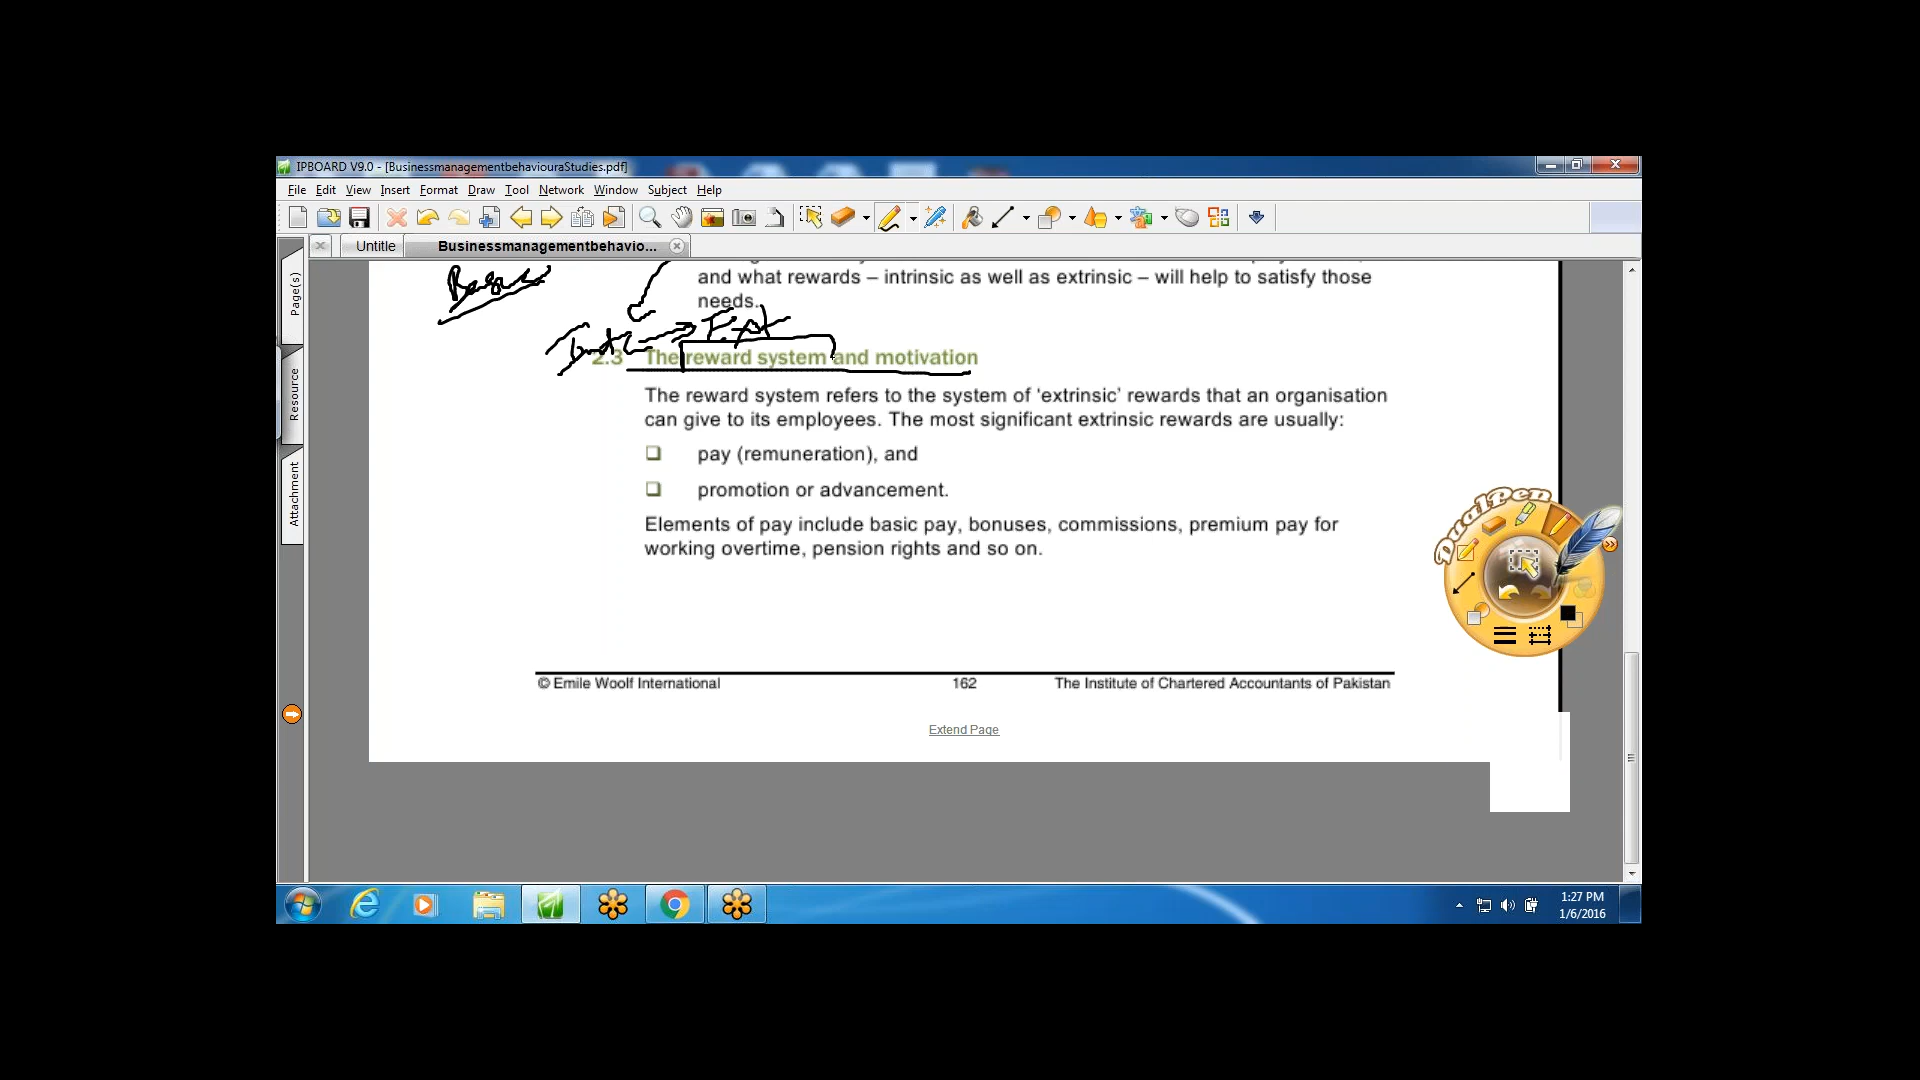 IPBOARD V9.0 - [BusinessmanagementbehaviouraStudies.pdf]
File Edit View Insert Format Draw Tool Network Window Subject Help
Untitle Businessmanagementbehavio...
Page(s)
Resource
Attachment
and what rewards – intrinsic as well as extrinsic – will help to satisfy those
needs.
Ext
2.3 The reward system and motivation
The reward system refers to the system of ‘extrinsic’ rewards that an organisation
can give to its employees. The most significant extrinsic rewards are usually:
❑ pay (remuneration), and
❑ promotion or advancement.
Elements of pay include basic pay, bonuses, commissions, premium pay for
working overtime, pension rights and so on.
DualPen
© Emile Woolf International 162 The Institute of Chartered Accountants of Pakistan
Extend Page
1:27 PM
1/6/2016